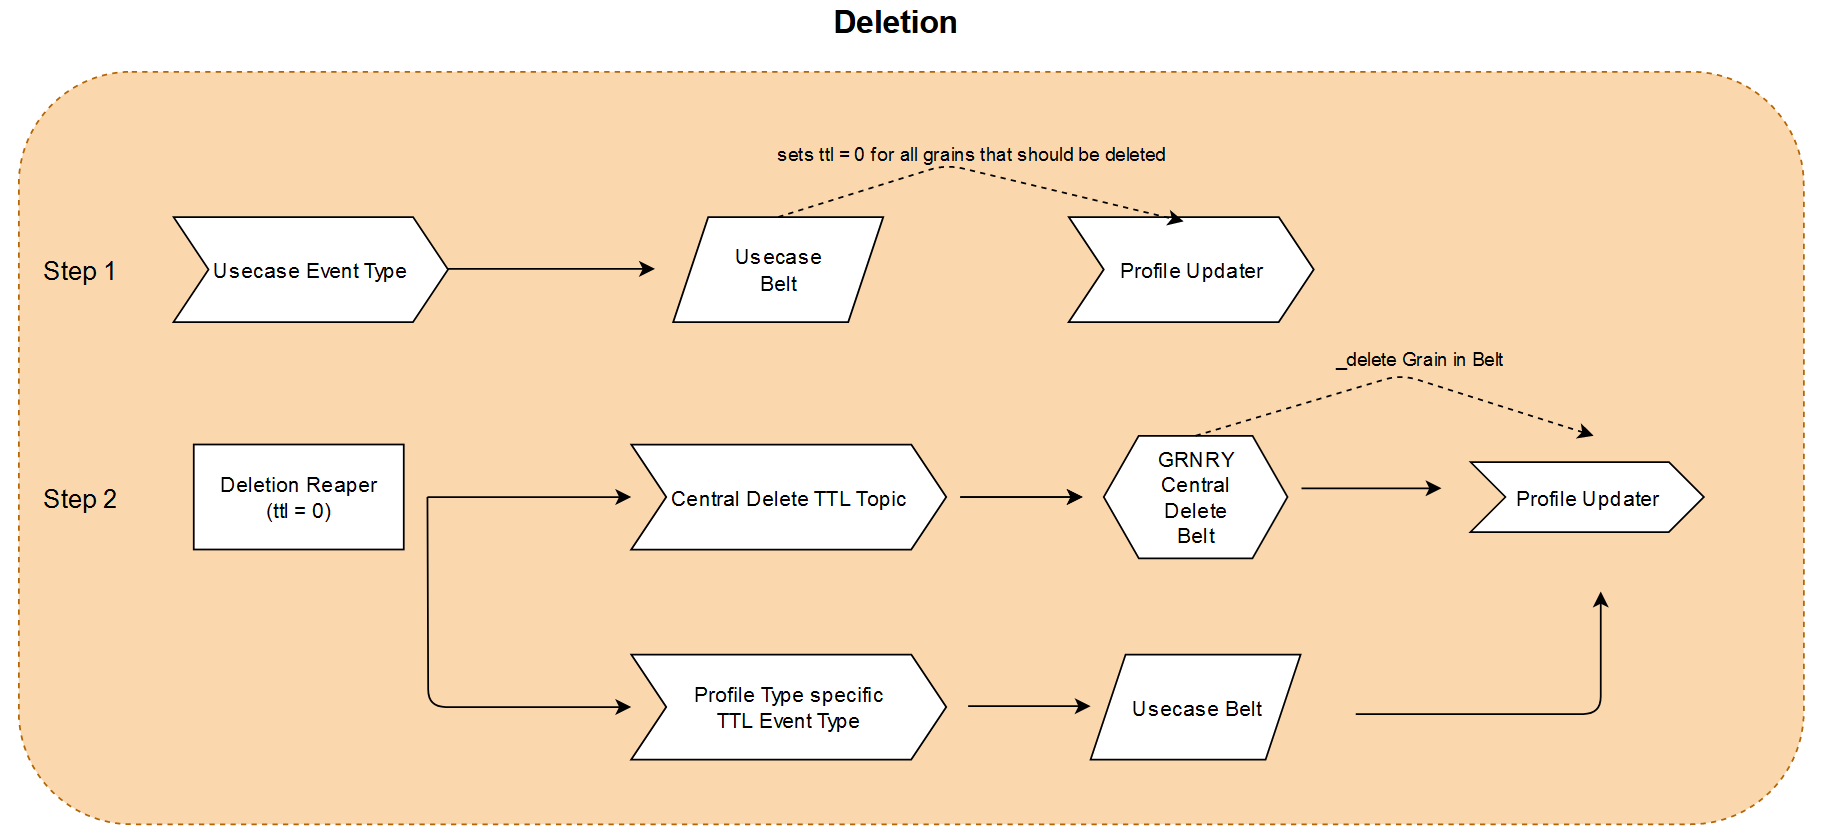 Deletion
sets ttl = 0 for all grains that should be deleted
Step 1
Usecase Event Type
Usecase
Belt
Profile Updater
_delete Grain in Belt
Step 2
Deletion Reaper
(ttl = 0)
Central Delete TTL Topic
GRNRY
Central
Delete
Belt
Profile Updater
Profile Type specific
TTL Event Type
Usecase Belt